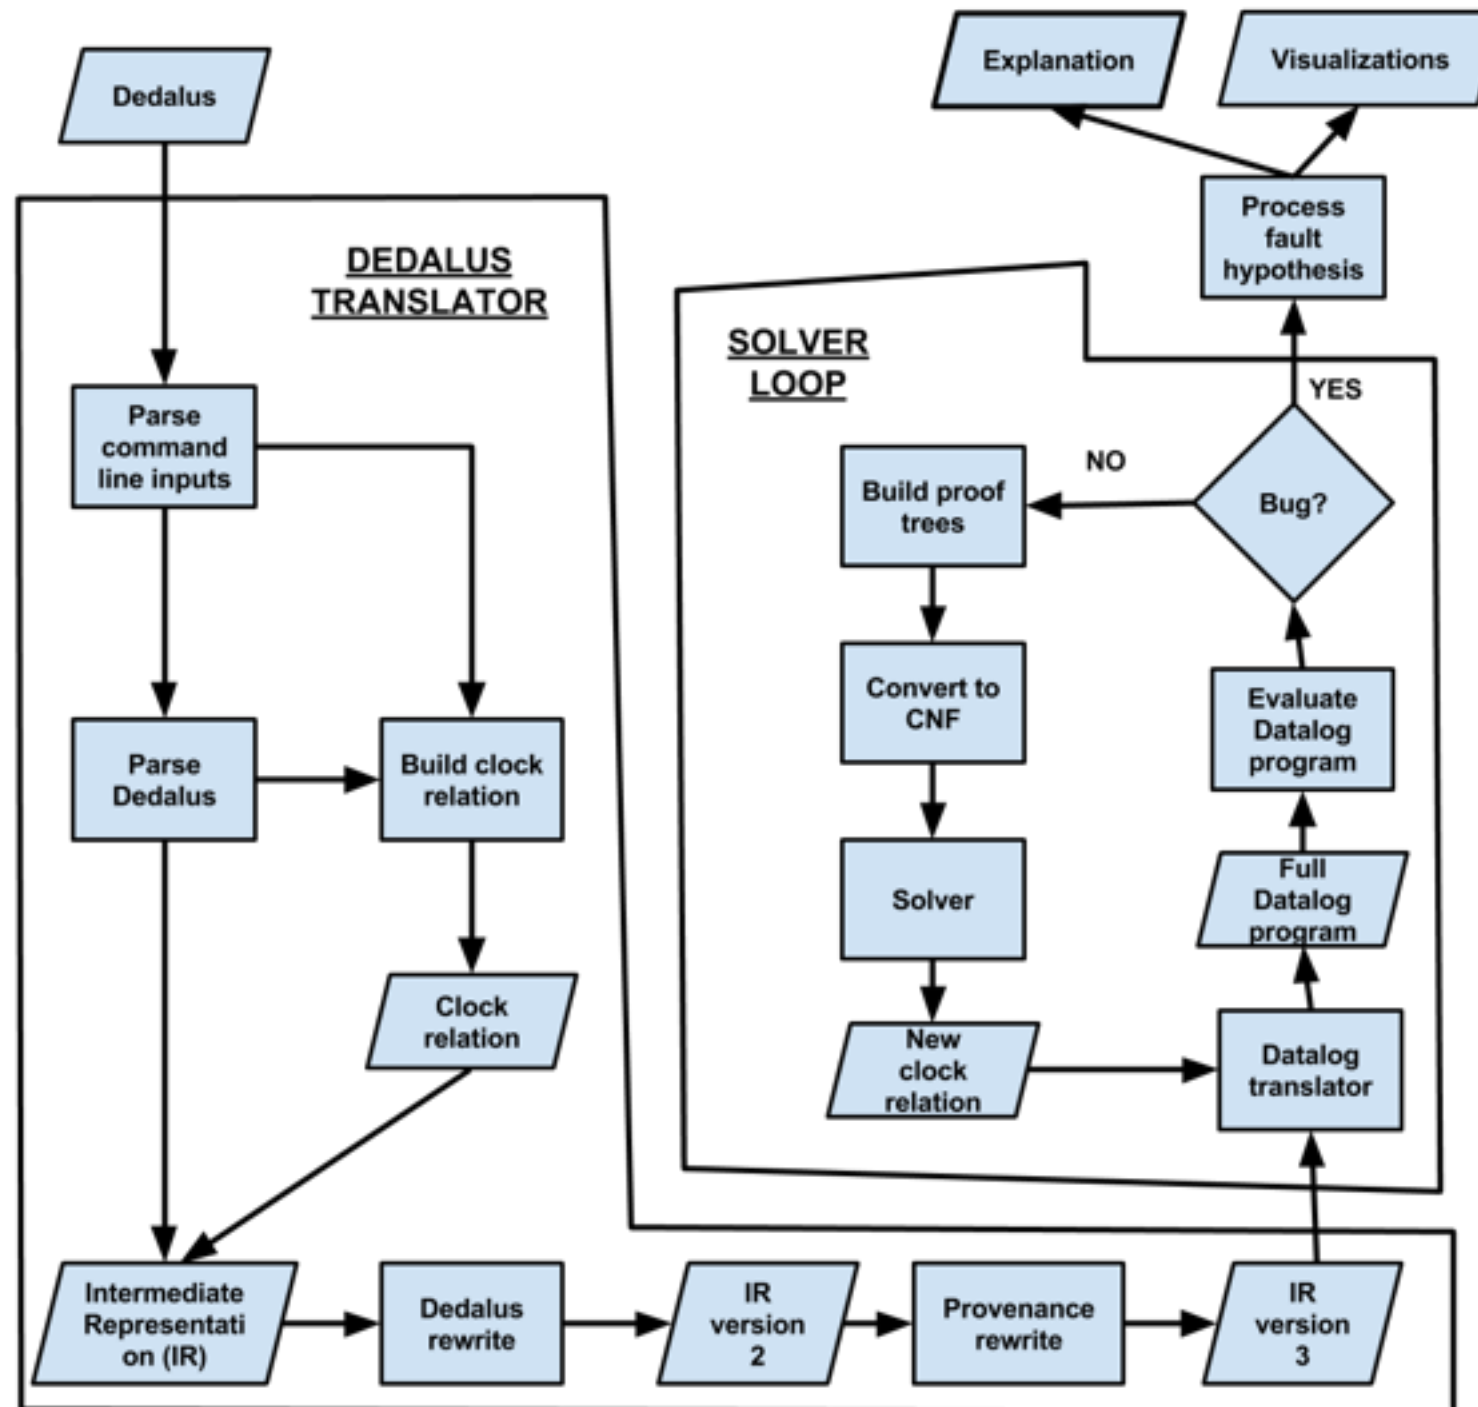 Dedalus
Explanation
Visualizations
Process
fault
hypothesis
DEDALUS
TRANSLATOR
SOLVER
LOOP
YES
NO
Parse
command
line inputs
Build proof
trees
Bug?
Convert to
CNF
Evaluate
Datalog
program
Parse
Dedalus
Build clock
relation
Solver
Full
Datalog
program
Clock
relation
New
clock
relation
Datalog
translator
Intermediate
Representati
on (IR)
Dedalus
rewrite
IR
version
2
Provenance
rewrite
IR
version
3